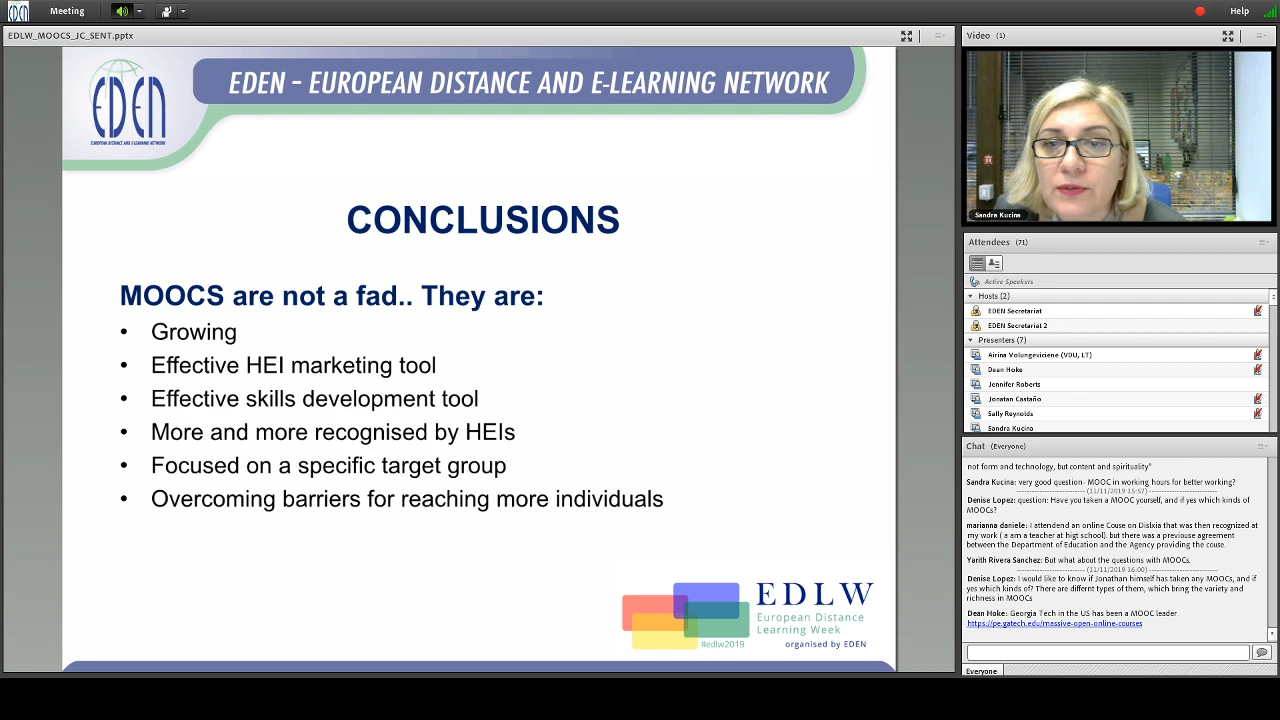 EDEN
Meeting
Help
EDLW_MOOCS_JC_SENT.pptx
EDEN
EUROPEAN DISTANCE AND E-LEARNING NETWORK
EDEN – EUROPEAN DISTANCE AND E-LEARNING NETWORK
CONCLUSIONS
MOOCS are not a fad.. They are:
• Growing
• Effective HEI marketing tool
• Effective skills development tool
• More and more recognised by HEIs
• Focused on a specific target group
• Overcoming barriers for reaching more individuals
EDLW
European Distance
Learning Week
#edlw2019
organised by EDEN
Video (1)
Sandra Kucina
Attendees (71)
Active Speakers
Hosts (2)
EDEN Secretariat
EDEN Secretariat 2
Presenters (7)
Airina Volungeviciene (VDU, LT)
Dean Hoke
Jennifer Roberts
Jonatan Castaño
Sally Reynolds
Sandra Kucina
Chat (Everyone)
not form and technology, but content and spirituality"
Sandra Kucina: very good question- MOOC in working hours for better working?
(11/11/2019 15:57)
Denise Lopez: question: Have you taken a MOOC yourself, and if yes which kinds of
MOOCs?
marianna daniele: I attendend an online Couse on Dislxia that was then recognized at
my work ( a am a teacher at higt school). but there was a previouse agreement
between the Department of Education and the Agency providing the couse.
Yarith Rivera Sanchez: But what about the questions with MOOCs.
(11/11/2019 16:00)
Denise Lopez: I would like to know if Jonathan himself has taken any MOOCs, and if
yes which kinds of? There are differnt types of them, which bring the variety and
richness in MOOCs
Dean Hoke: Georgia Tech in the US has been a MOOC leader
https://pe.gatech.edu/massive-open-online-courses
Everyone